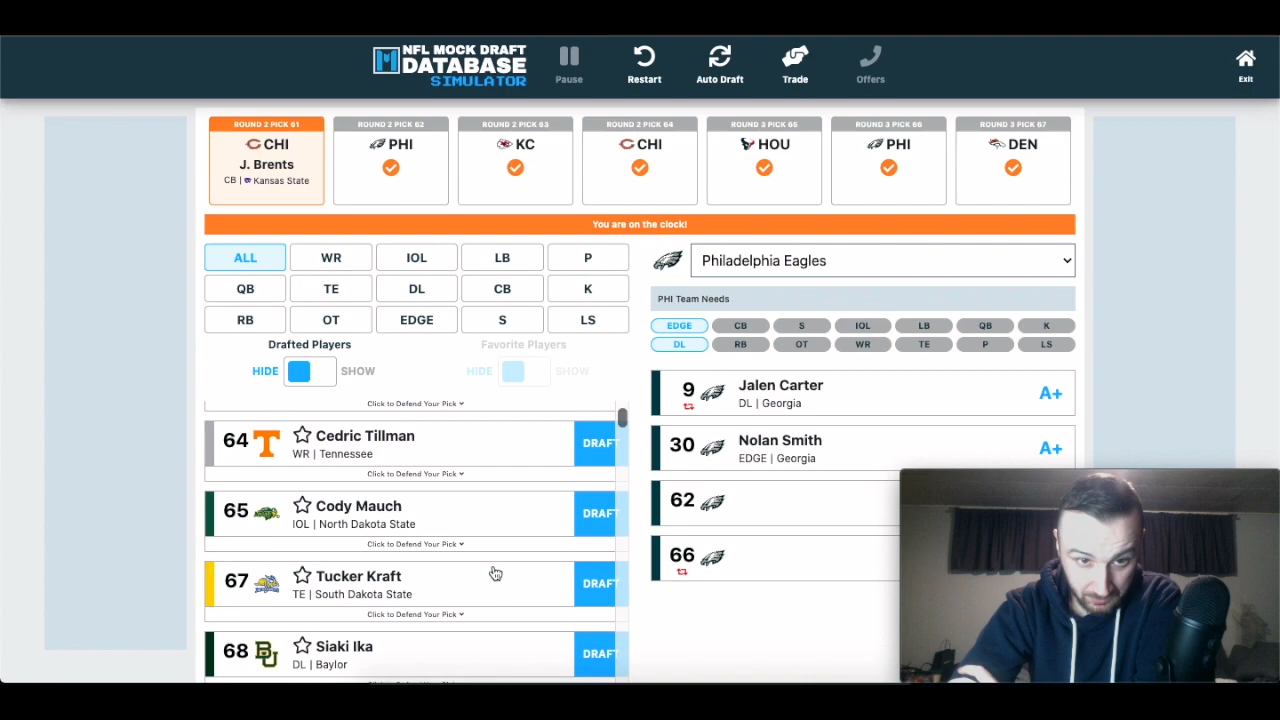 NFL MOCK DRAFT
DATABASE
SIMULATOR
Pause
Restart
Auto Draft
Trade
Offers
Exit
ROUND 2 PICK 61
CHI
J. Brents
CB | Kansas State
ROUND 2 PICK 62
PHI
ROUND 2 PICK 63
KC
ROUND 2 PICK 64
CHI
ROUND 3 PICK 65
HOU
ROUND 3 PICK 66
PHI
ROUND 3 PICK 67
DEN
You are on the clock!
ALL WR IOL LB P
QB TE DL CB K
RB OT EDGE S LS
Drafted Players
HIDE SHOW
Favorite Players
HIDE SHOW
Click to Defend Your Pick
64 Cedric Tillman DRAFT
WR | Tennessee
Click to Defend Your Pick
65 Cody Mauch DRAFT
IOL | North Dakota State
Click to Defend Your Pick
67 Tucker Kraft DRAFT
TE | South Dakota State
Click to Defend Your Pick
68 Siaki Ika DRAFT
BU
DL | Baylor
Philadelphia Eagles
PHI Team Needs
EDGE CB S IOL LB QB K
DL RB OT WR TE P LS
9 Jalen Carter A+
DL | Georgia
30 Nolan Smith A+
EDGE | Georgia
62
66